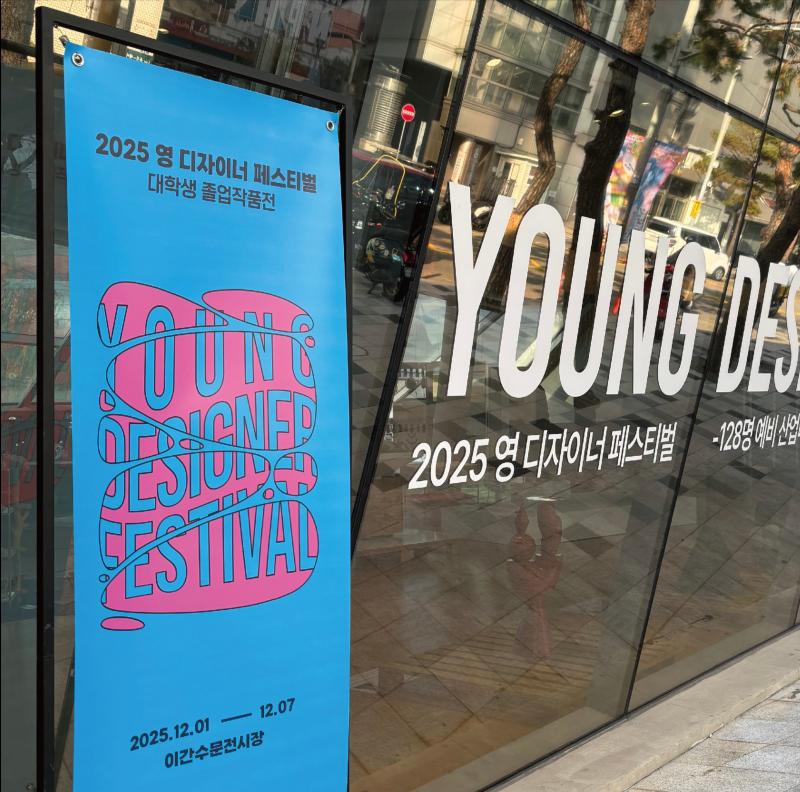 2025 영 디자이너 페스티벌
대학생 졸업작품전
YOUNG
DESIGNER
FESTIVAL
2025.12.01 — 12.07
이간수문전시장
YOUNG DES
2025 영 디자이너 페스티벌
-128명 예비 산업